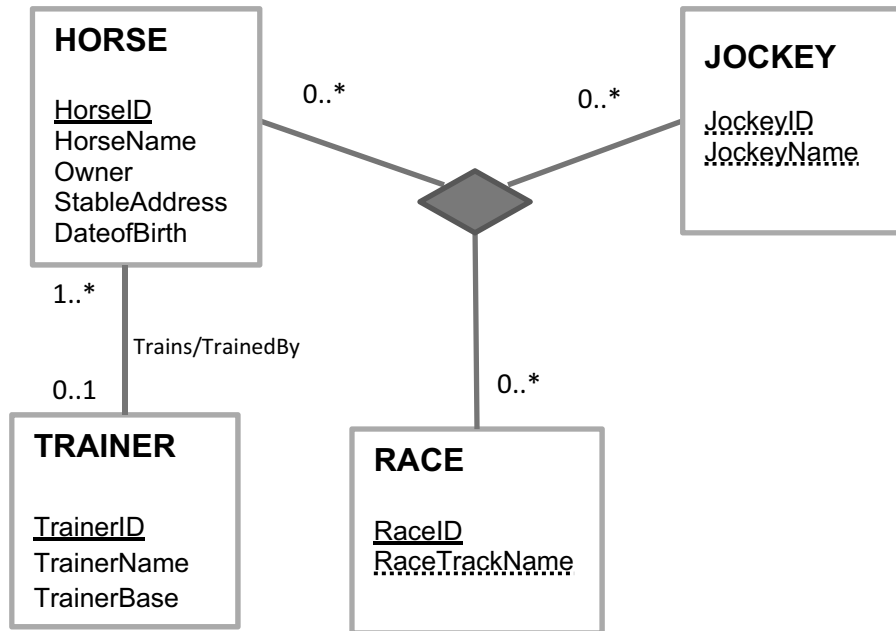 HORSE
HorseID
HorseName
Owner
StableAddress
DateofBirth
0..*
0..*
JOCKEY
JockeyID
JockeyName
1..*
Trains/TrainedBy
0..1
0..*
TRAINER
TrainerID
TrainerName
TrainerBase
RACE
RaceID
RaceTrackName